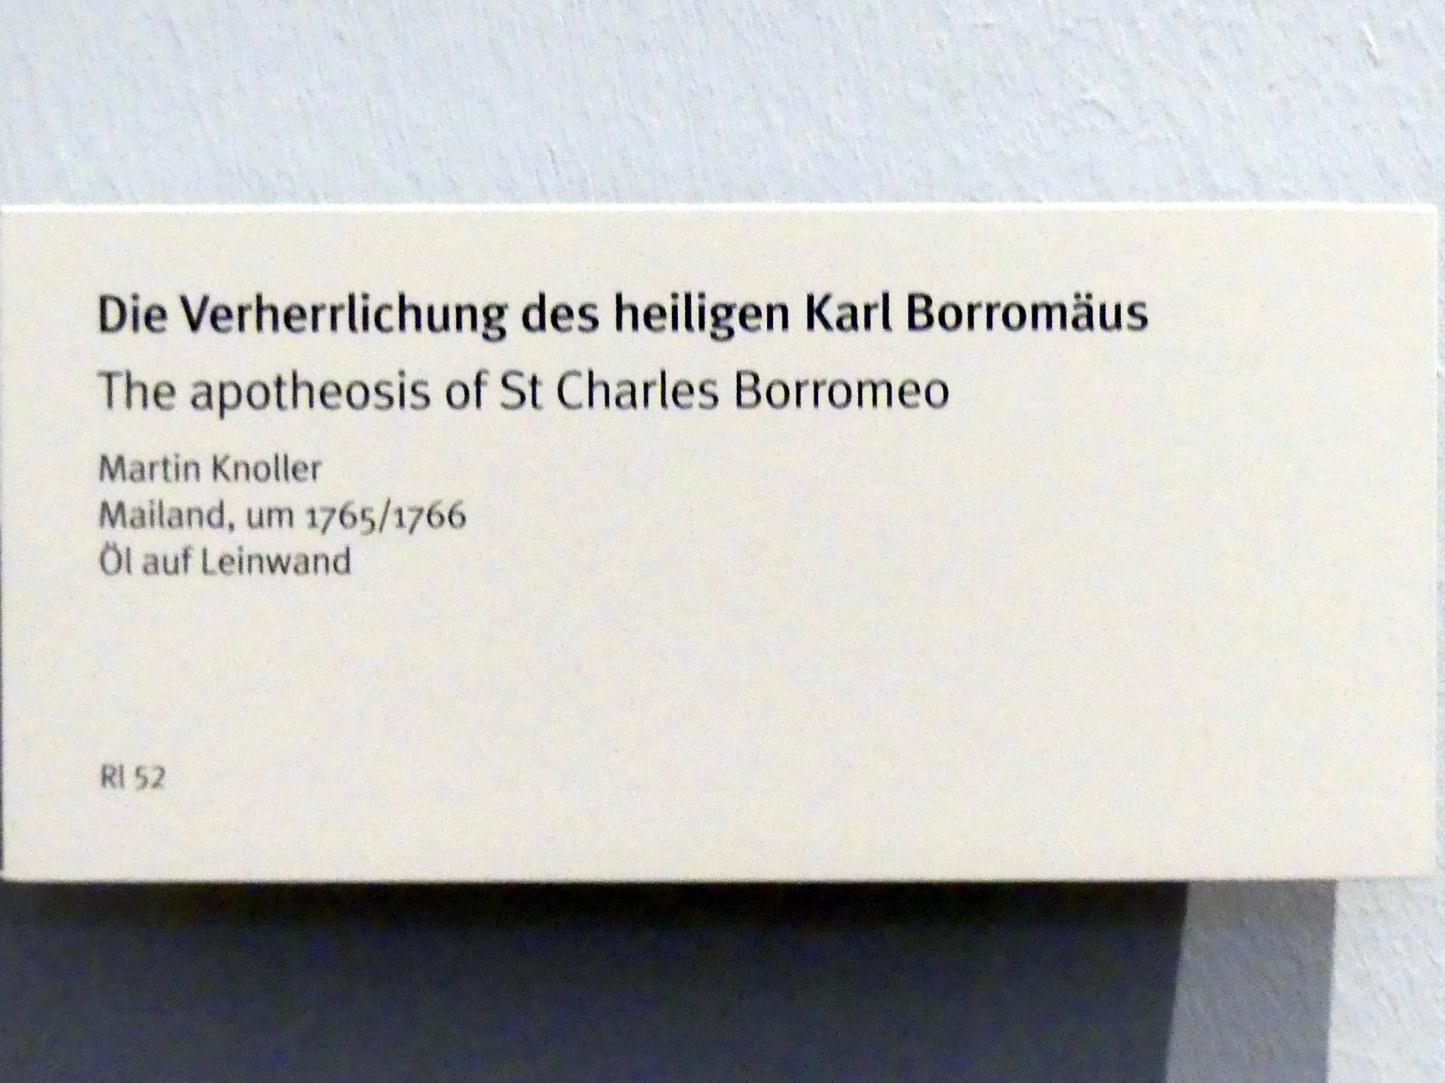 Die Verherrlichung des heiligen Karl Borromäus
The apotheosis of St Charles Borromeo
Martin Knoller
Mailand, um 1765/1766
Öl auf Leinwand
Rl 52